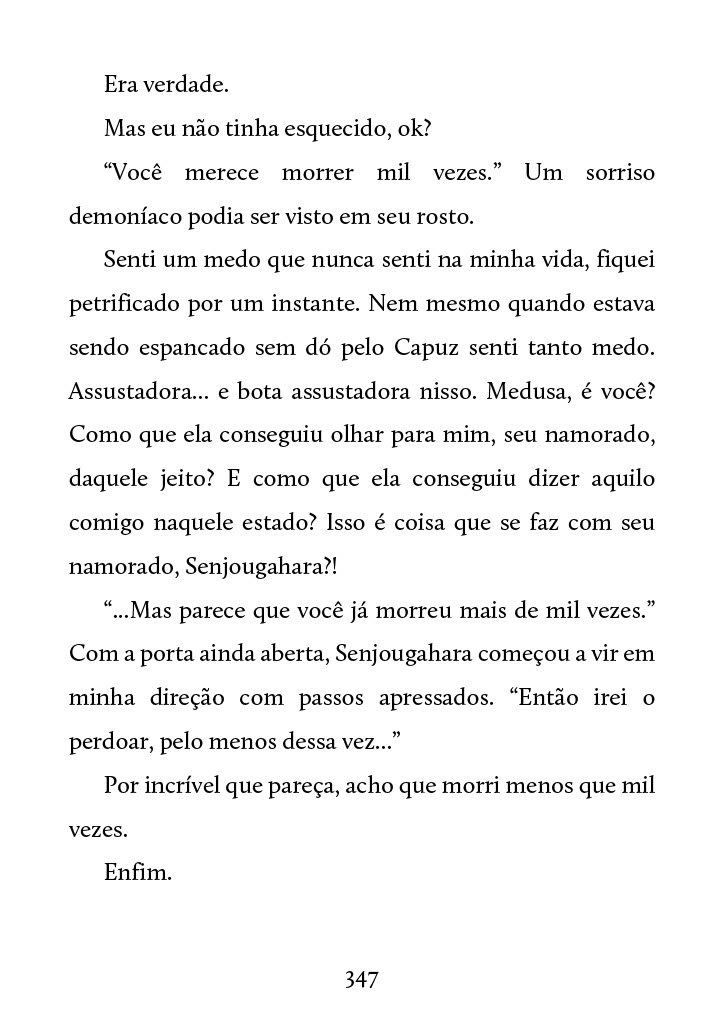 Era verdade.
Mas eu não tinha esquecido, ok?
“Você merece morrer mil vezes.” Um sorriso
demoníaco podia ser visto em seu rosto.
Senti um medo que nunca senti na minha vida, fiquei
petrificado por um instante. Nem mesmo quando estava
sendo espancado sem dó pelo Capuz senti tanto medo.
Assustadora... e bota assustadora nisso. Medusa, é você?
Como que ela conseguiu olhar para mim, seu namorado,
daquele jeito? E como que ela conseguiu dizer aquilo
comigo naquele estado? Isso é coisa que se faz com seu
namorado, Senjougahara?!
“...Mas parece que você já morreu mais de mil vezes.”
Com a porta ainda aberta, Senjougahara começou a vir em
minha direção com passos apressados. “Então irei o
perdoar, pelo menos dessa vez...”
Por incrível que pareça, acho que morri menos que mil
vezes.
Enfim.
347